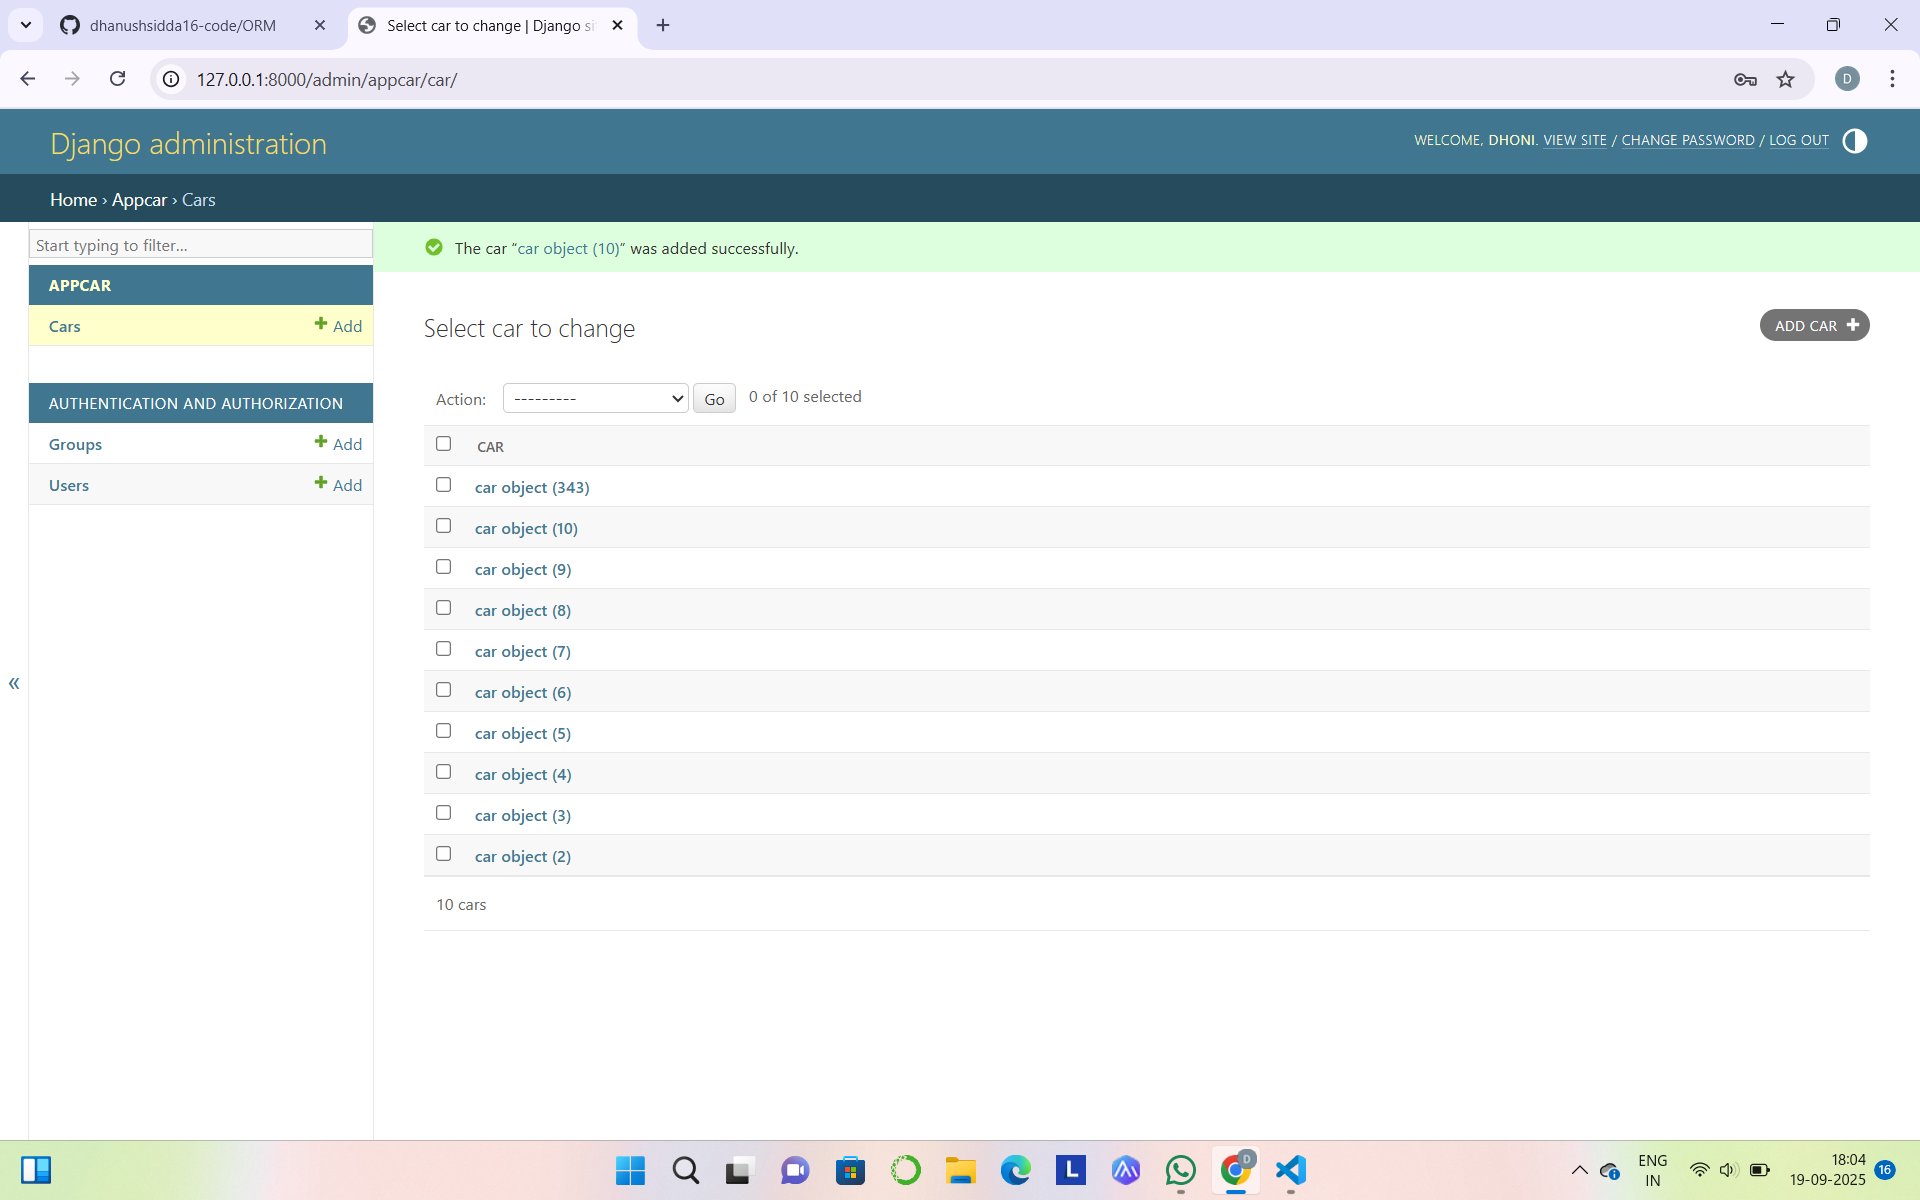 dhanushsidda16-code/ORM
Select car to change | Django si
127.0.0.1:8000/admin/appcar/car/
D
Django administration
WELCOME, DHONI. VIEW SITE / CHANGE PASSWORD / LOG OUT
Home › Appcar › Cars
Start typing to filter...
The car “car object (10)” was added successfully.
APPCAR
Cars
Add
AUTHENTICATION AND AUTHORIZATION
Groups
Add
Users
Add
«
Select car to change
ADD CAR
Action:
---------
Go
0 of 10 selected
CAR
car object (343)
car object (10)
car object (9)
car object (8)
car object (7)
car object (6)
car object (5)
car object (4)
car object (3)
car object (2)
10 cars
L
D
ENG
IN
18:04
19-09-2025
16